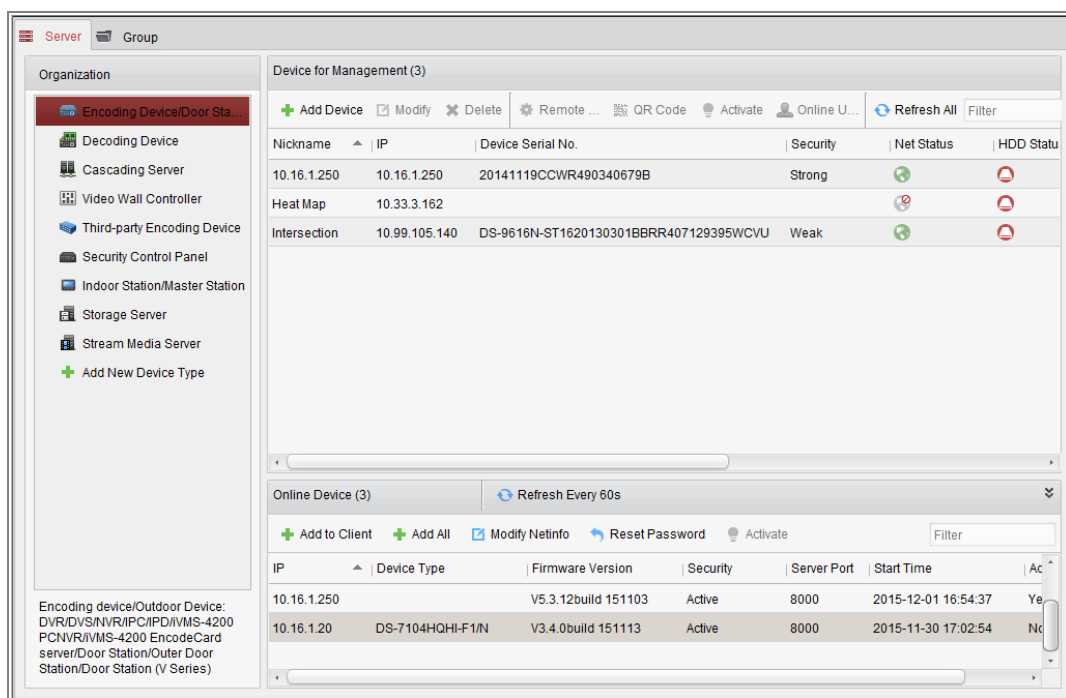 Server Group
Organization
Encoding Device/Door Sta...
Decoding Device
Cascading Server
Video Wall Controller
Third-party Encoding Device
Security Control Panel
Indoor Station/Master Station
Storage Server
Stream Media Server
Add New Device Type
Encoding device/Outdoor Device:
DVR/DVS/NVR/IPC/IPD/iVMS-4200
PCNVR/iVMS-4200 EncodeCard
server/Door Station/Outer Door
Station/Door Station (V Series)
Device for Management (3)
Add Device Modify Delete Remote ... QR Code Activate Online U... Refresh All Filter
Nickname IP Device Serial No. Security Net Status HDD Statu
10.16.1.250 10.16.1.250 20141119CCWR490340679B Strong
Heat Map 10.33.3.162
Intersection 10.99.105.140 DS-9616N-ST1620130301BBRR407129395WCVU Weak
Online Device (3) Refresh Every 60s
Add to Client Add All Modify Netinfo Reset Password Activate Filter
IP Device Type Firmware Version Security Server Port Start Time Ac
10.16.1.250 V5.3.12build 151103 Active 8000 2015-12-01 16:54:37 Ye
10.16.1.20 DS-7104HQHI-F1/N V3.4.0build 151113 Active 8000 2015-11-30 17:02:54 No